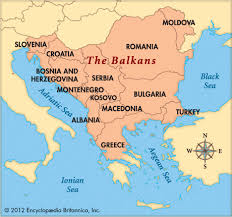 MOLDOVA
SLOVENIA
CROATIA
ROMANIA
The Balkans
BOSNIA AND
HERZEGOVINA
SERBIA
Black
Sea
MONTENEGRO
KOSOVO
BULGARIA
Adriatic Sea
MACEDONIA
ALBANIA
TURKEY
GREECE
Aegean Sea
N
W
E
S
Ionian
Sea
© 2012 Encyclopædia Britannica, Inc.